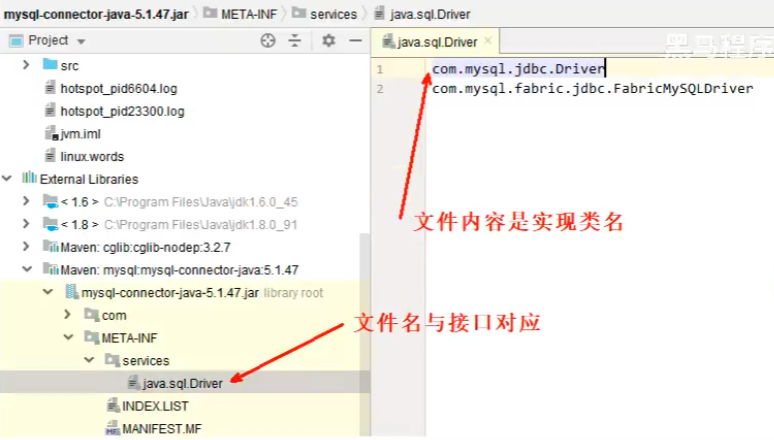 mysql-connector-java-5.1.47.jar META-INF services java.sql.Driver
Project
java.sql.Driver
黑马程序
src
hotspot_pid6604.log
hotspot_pid23300.log
jvm.iml
linux.words
External Libraries
< 1.6 > C:\Program Files\Java\jdk1.6.0_45
< 1.8 > C:\Program Files\Java\jdk1.8.0_91
Maven: cglib:cglib-nodep:3.2.7
Maven: mysql:mysql-connector-java:5.1.47
mysql-connector-java-5.1.47.jar library root
com
META-INF
services
java.sql.Driver
INDEX.LIST
MANIFEST.MF
1 com.mysql.jdbc.Driver
2 com.mysql.fabric.jdbc.FabricMySQLDriver
文件内容是实现类名
文件名与接口对应